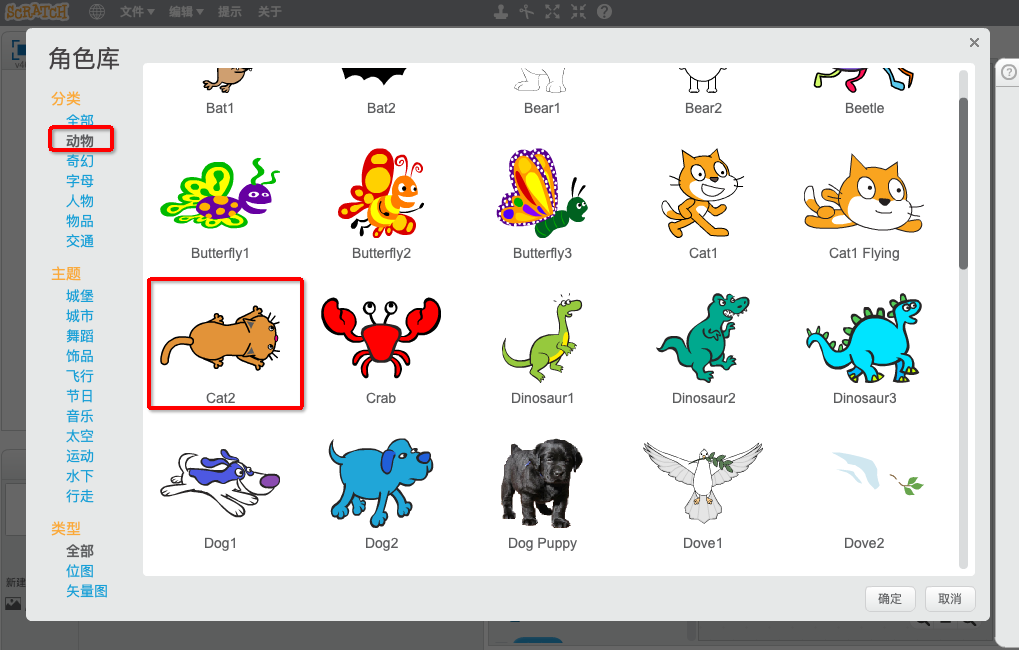 SCRATCH 文件▼ 编辑▼ 提示 关于
角色库
分类
全部
动物
奇幻
字母
人物
物品
交通
主题
城堡
城市
舞蹈
饰品
飞行
节日
音乐
太空
运动
水下
行走
类型
全部
位图
矢量图
Bat1 Bat2 Bear1 Bear2 Beetle
Butterfly1 Butterfly2 Butterfly3 Cat1 Cat1 Flying
Cat2 Crab Dinosaur1 Dinosaur2 Dinosaur3
Dog1 Dog2 Dog Puppy Dove1 Dove2
确定 取消
新建